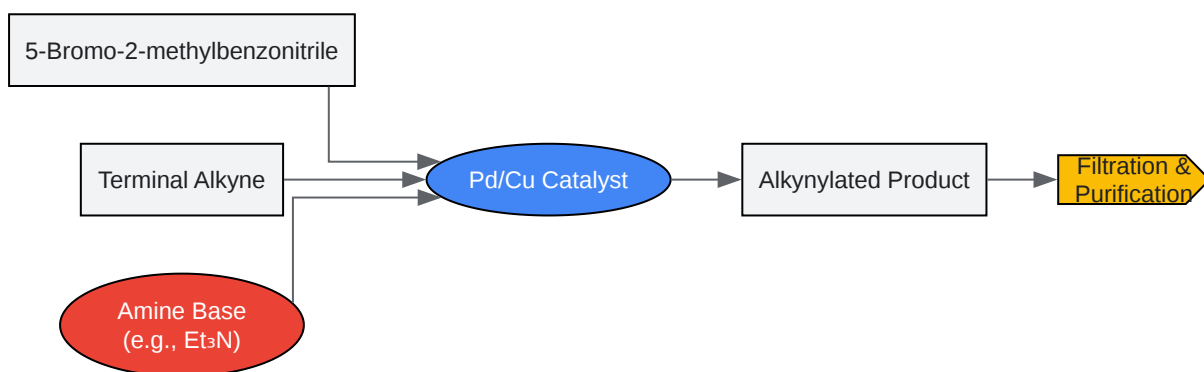 5-Bromo-2-methylbenzonitrile
Terminal Alkyne
Pd/Cu Catalyst
Alkynylated Product
Filtration &
Purification
Amine Base
(e.g., Et₃N)